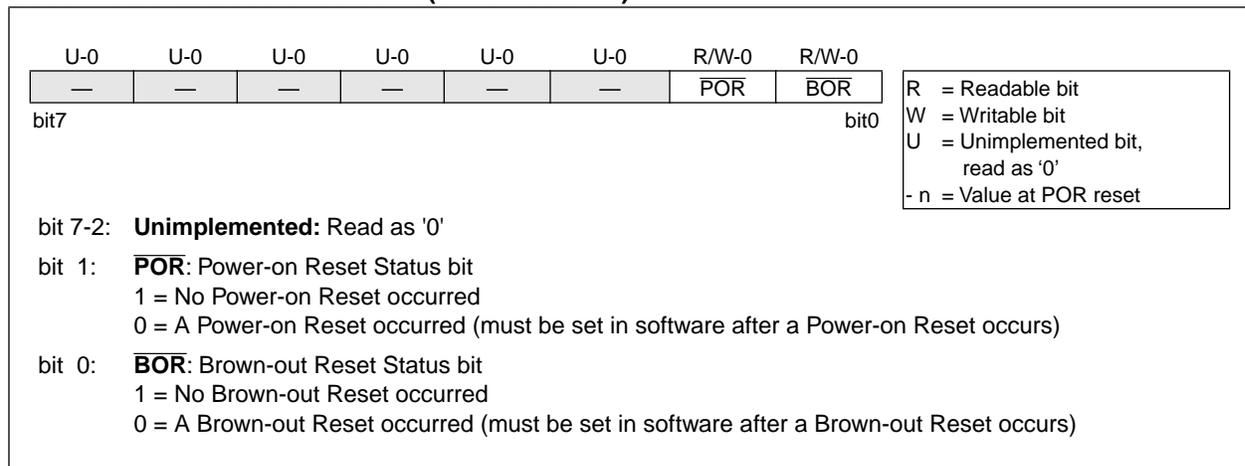 U-0 U-0 U-0 U-0 U-0 U-0 R/W-0 R/W-0
— — — — — — POR BOR
bit7 bit0
R = Readable bit
W = Writable bit
U = Unimplemented bit,
read as ‘0’
- n = Value at POR reset
bit 7-2: Unimplemented: Read as '0'
bit 1: POR: Power-on Reset Status bit
1 = No Power-on Reset occurred
0 = A Power-on Reset occurred (must be set in software after a Power-on Reset occurs)
bit 0: BOR: Brown-out Reset Status bit
1 = No Brown-out Reset occurred
0 = A Brown-out Reset occurred (must be set in software after a Brown-out Reset occurs)